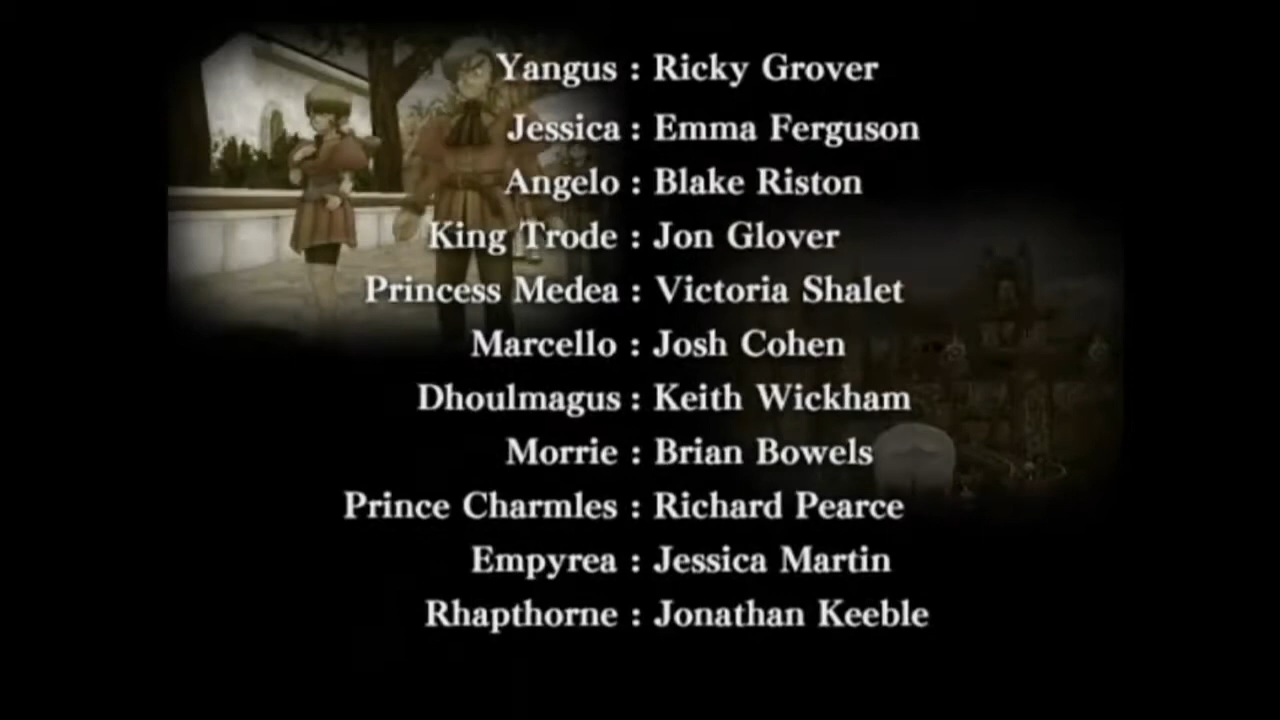 Yangus : Ricky Grover
Jessica : Emma Ferguson
Angelo : Blake Riston
King Trode : Jon Glover
Princess Medea : Victoria Shalet
Marcello : Josh Cohen
Dhoulmagus : Keith Wickham
Morrie : Brian Bowels
Prince Charmles : Richard Pearce
Empyrea : Jessica Martin
Rhapthorne : Jonathan Keeble